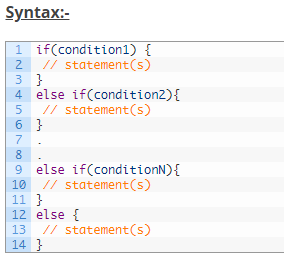 Syntax:-
1 if(condition1) {
2 // statement(s)
3 }
4 else if(condition2){
5 // statement(s)
6 }
7 .
8 .
9 else if(conditionN){
10 // statement(s)
11 }
12 else {
13 // statement(s)
14 }